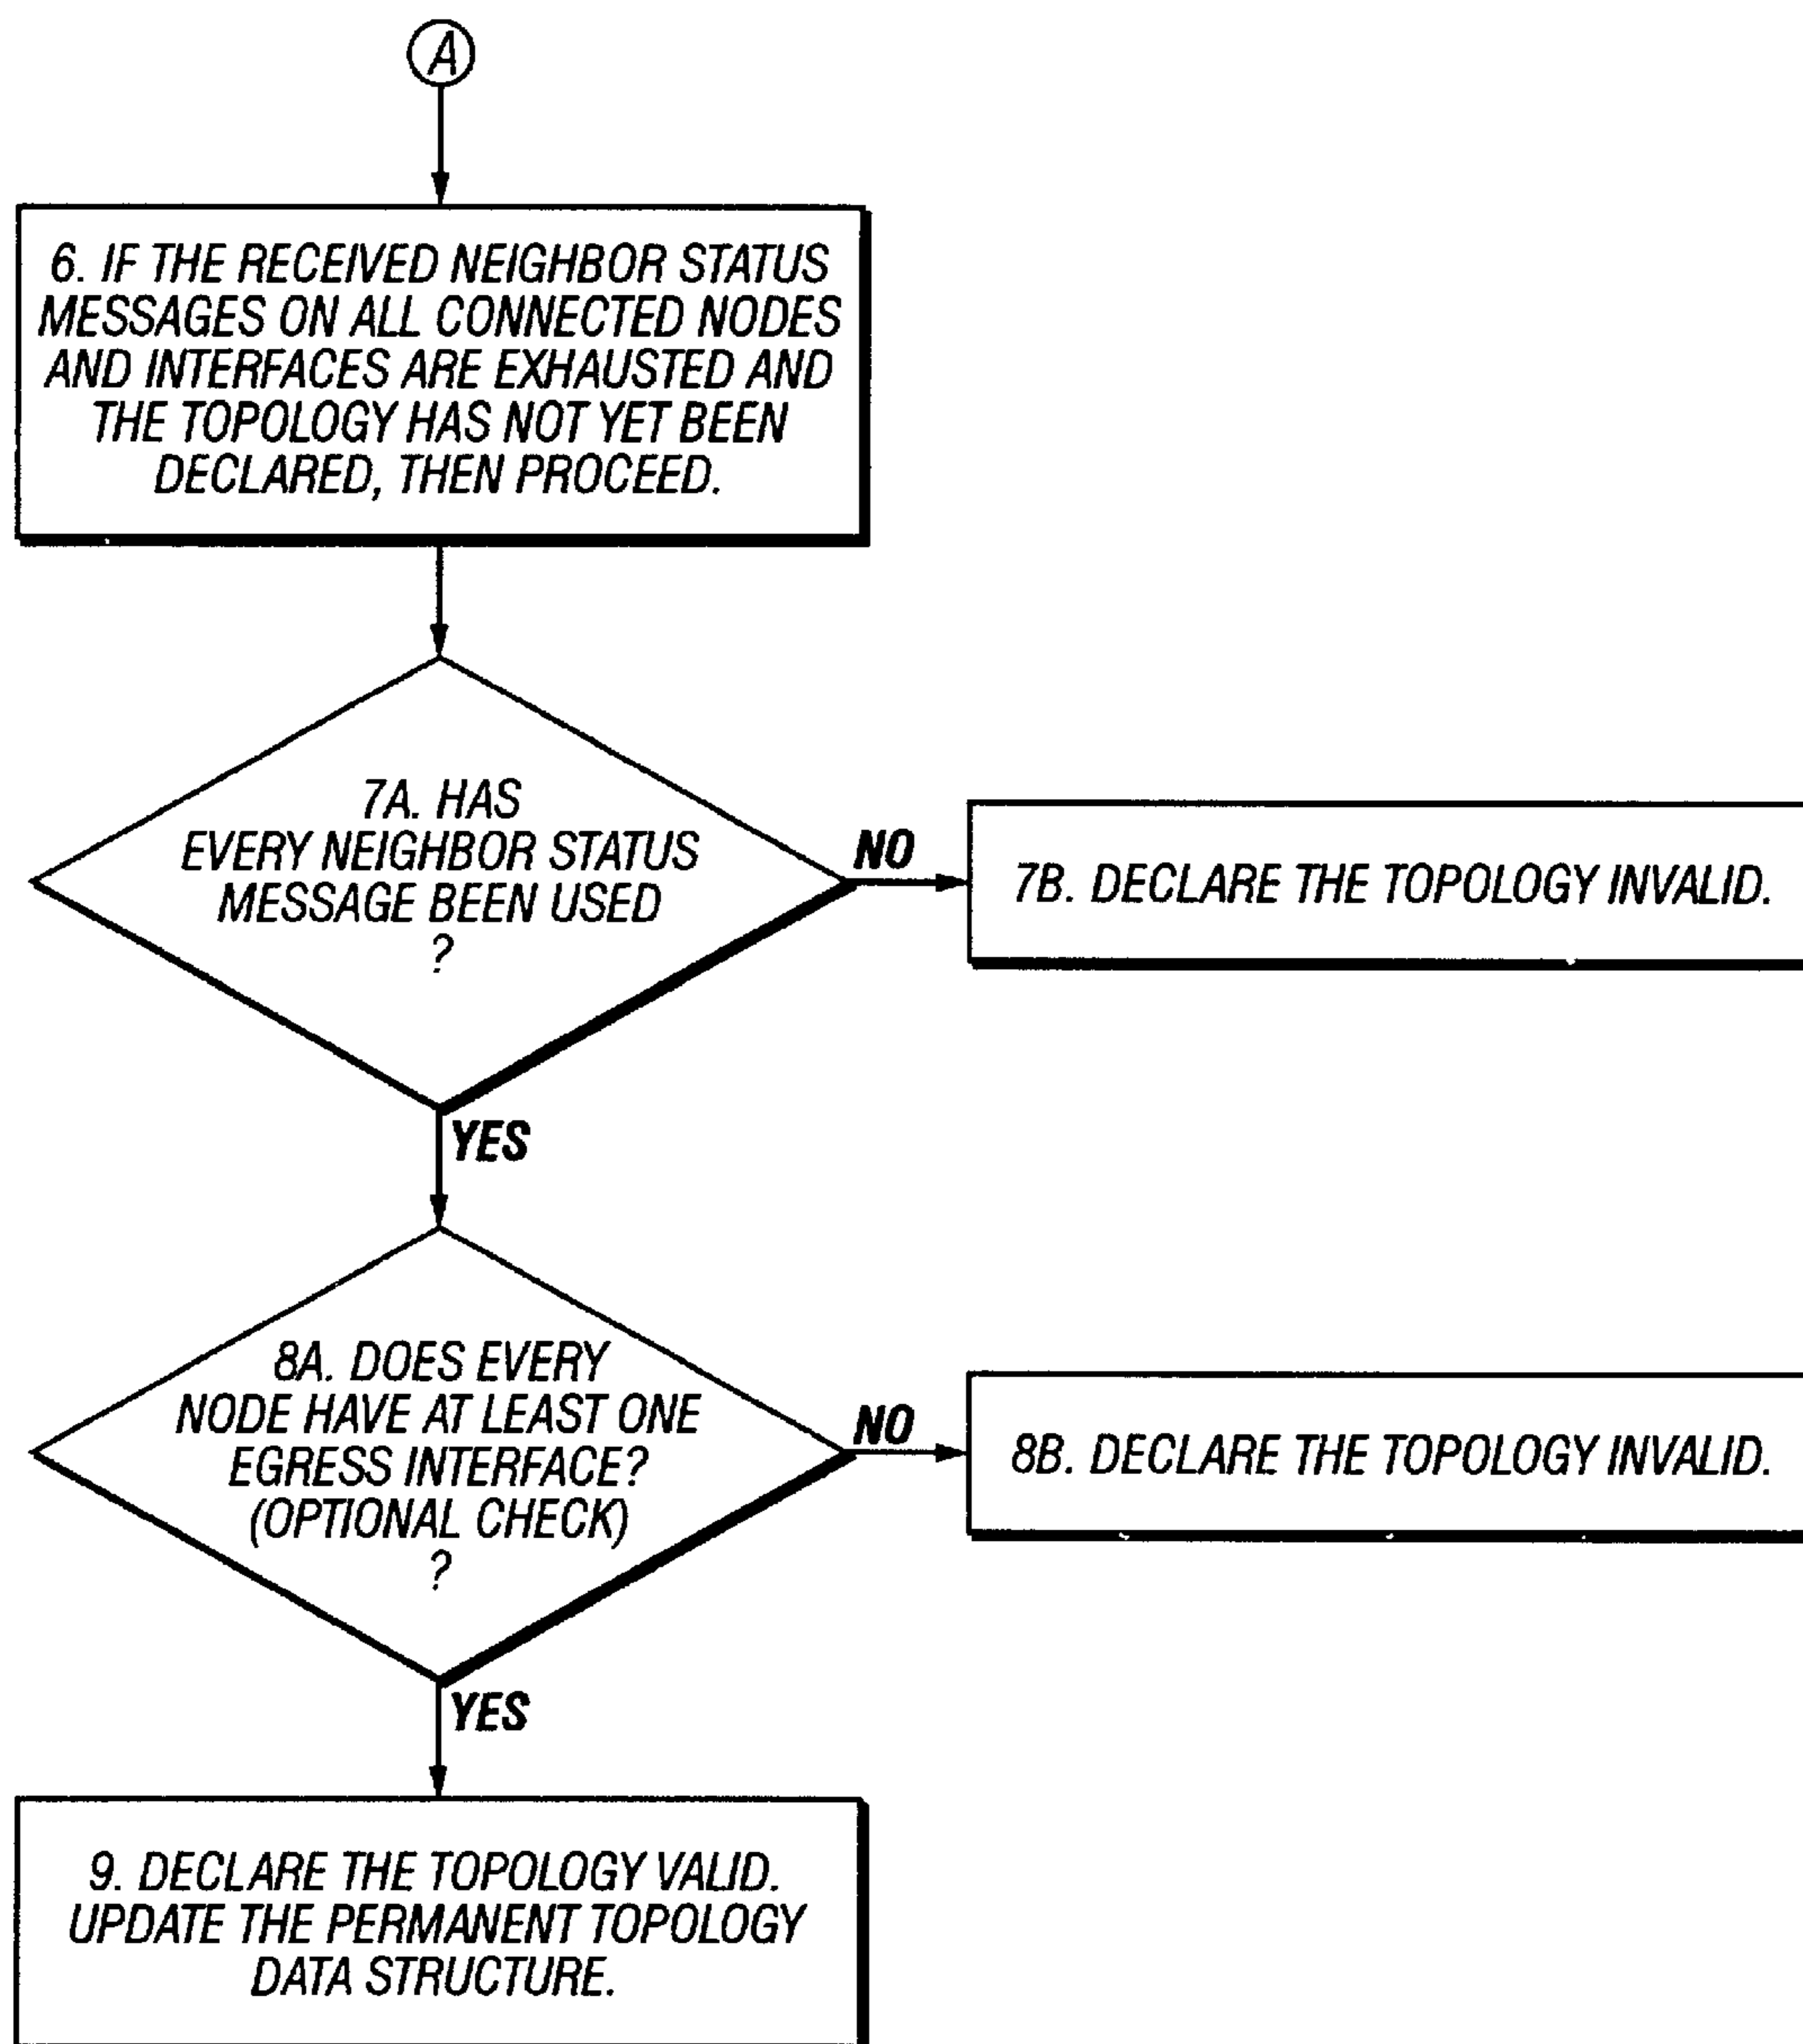 A
6. IF THE RECEIVED NEIGHBOR STATUS
MESSAGES ON ALL CONNECTED NODES
AND INTERFACES ARE EXHAUSTED AND
THE TOPOLOGY HAS NOT YET BEEN
DECLARED, THEN PROCEED.
7A. HAS
EVERY NEIGHBOR STATUS
MESSAGE BEEN USED
?
NO
7B. DECLARE THE TOPOLOGY INVALID.
YES
8A. DOES EVERY
NODE HAVE AT LEAST ONE
EGRESS INTERFACE?
(OPTIONAL CHECK)
?
NO
8B. DECLARE THE TOPOLOGY INVALID.
YES
9. DECLARE THE TOPOLOGY VALID.
UPDATE THE PERMANENT TOPOLOGY
DATA STRUCTURE.